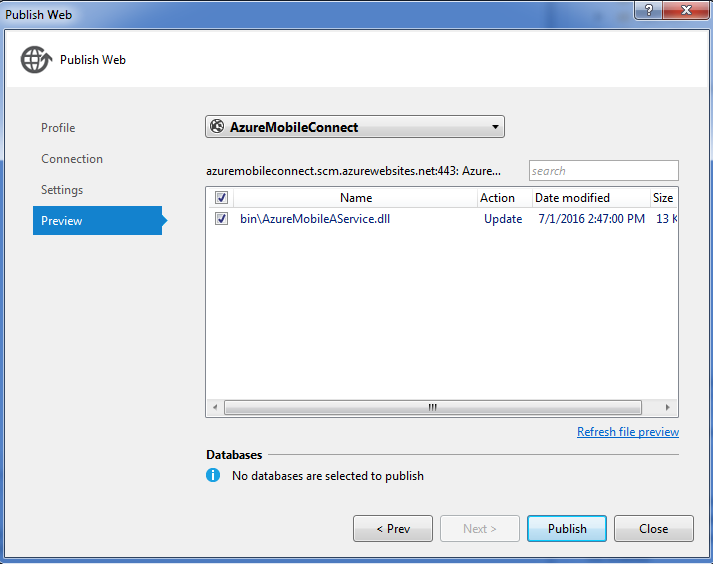 Publish Web
?
Publish Web
Profile
Connection
Settings
Preview
AzureMobileConnect
azuremobileconnect.scm.azurewebsites.net:443: Azure...
search
Name Action Date modified Size
bin\AzureMobileAService.dll Update 7/1/2016 2:47:00 PM 13 K
Refresh file preview
Databases
No databases are selected to publish
< Prev Next > Publish Close